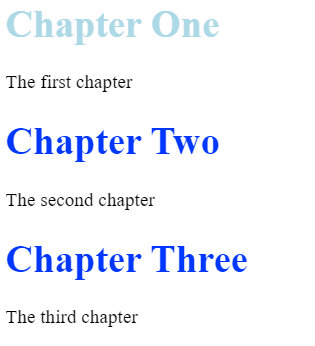 Chapter One
The first chapter
Chapter Two
The second chapter
Chapter Three
The third chapter